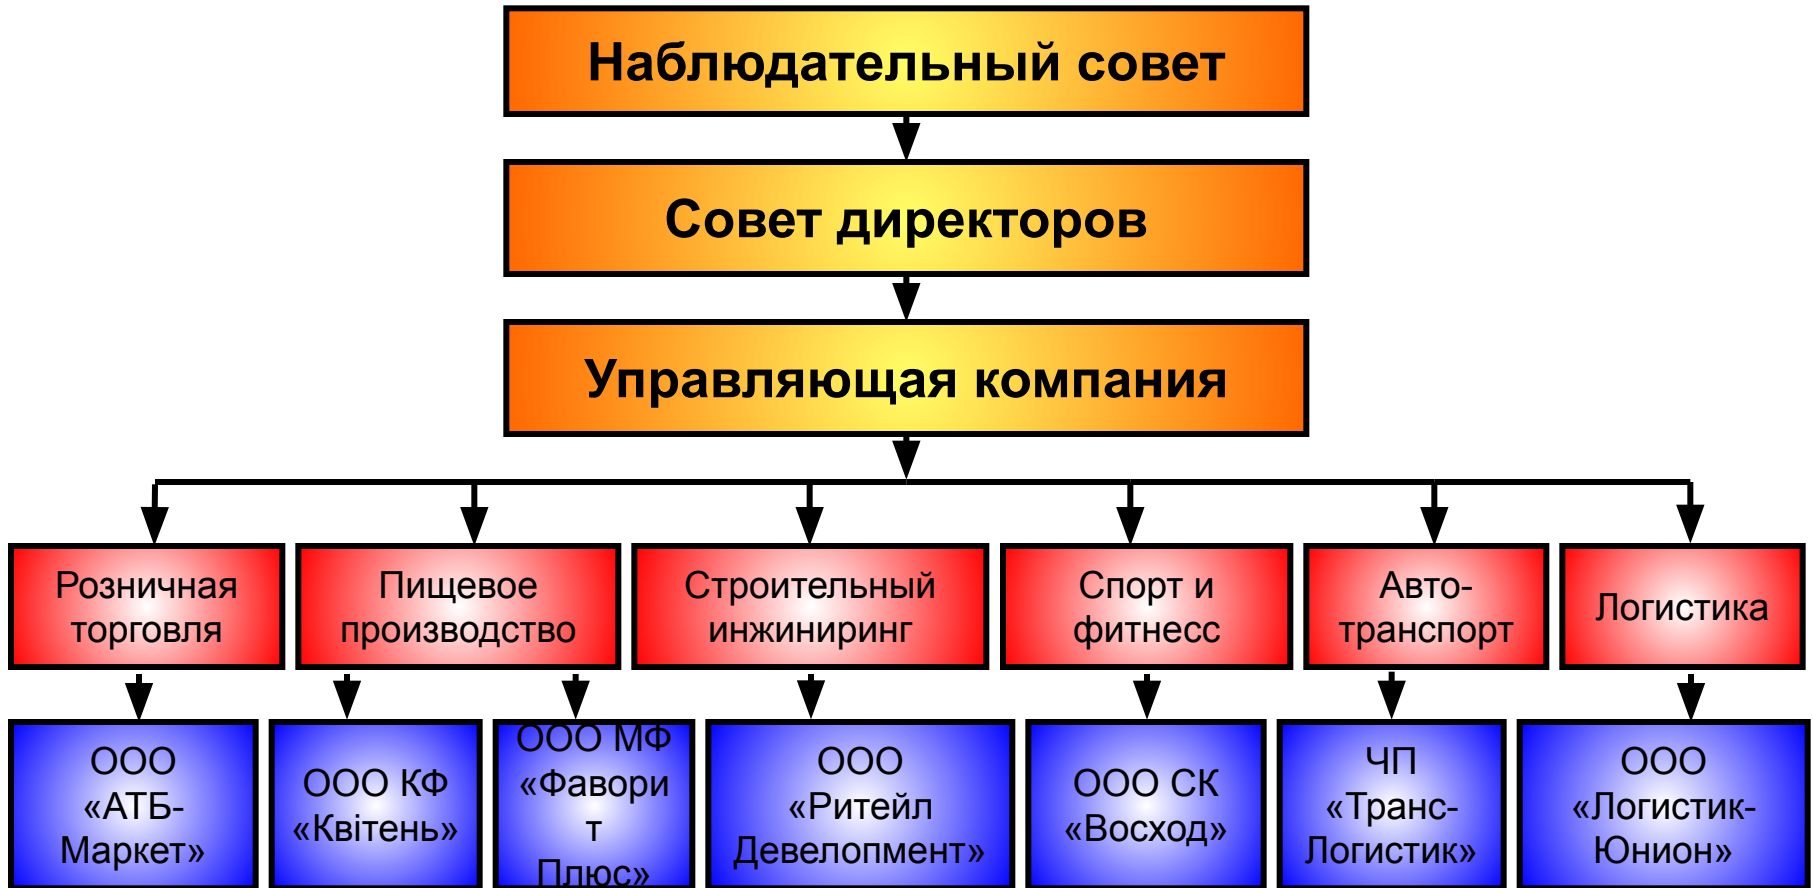 Наблюдательный совет
Совет директоров
Управляющая компания
Розничная
торговля
Пищевое
производство
Строительный
инжиниринг
Спорт и
фитнесс
Авто-
транспорт
Логистика
ООО
«АТБ-
Маркет»
ООО КФ
«Квітень»
ООО МФ
«Фавори
т
Плюс»
ООО
«Ритейл
Девелопмент»
ООО СК
«Восход»
ЧП
«Транс-
Логистик»
ООО
«Логистик-
Юнион»